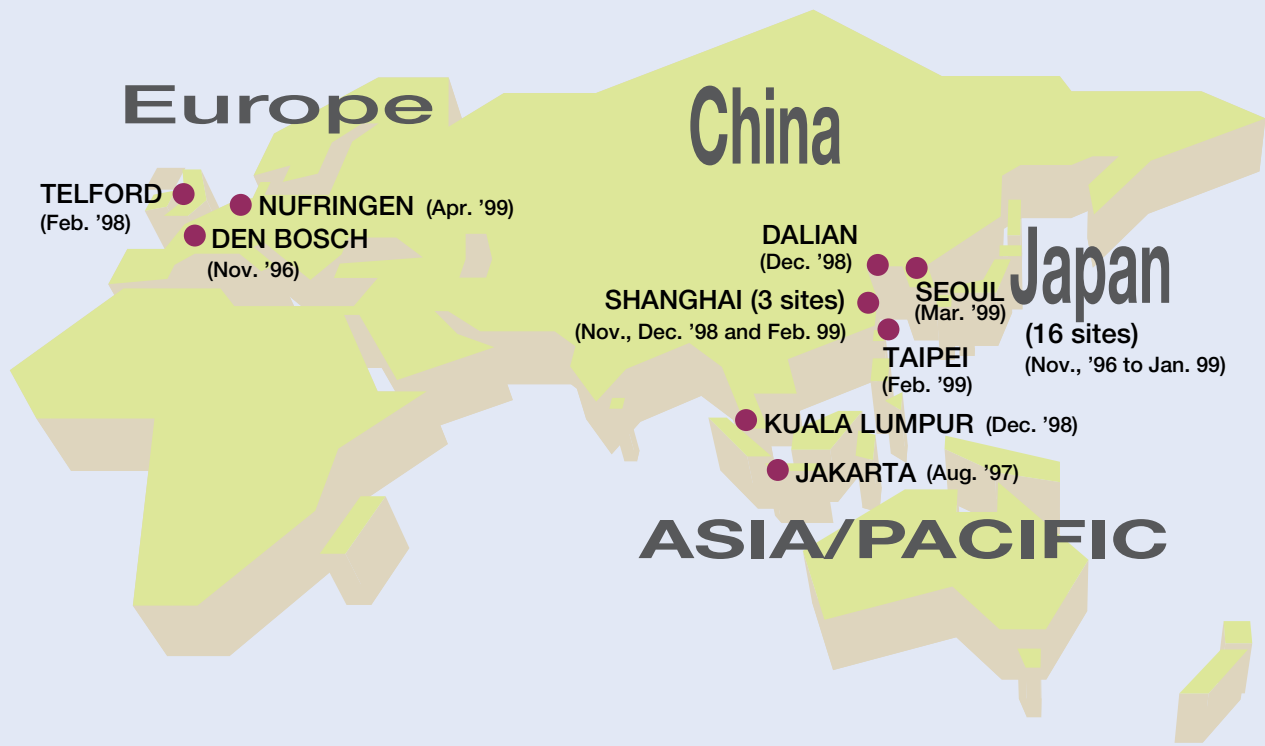 Europe
China
TELFORD
(Feb. ’98)
NUFRINGEN (Apr. ’99)
DEN BOSCH
(Nov. ’96)
DALIAN
(Dec. ’98)
SEOUL
(Mar. ’99)
SHANGHAI (3 sites)
(Nov., Dec. ’98 and Feb. 99)
TAIPEI
(Feb. ’99)
Japan
(16 sites)
(Nov., ’96 to Jan. 99)
KUALA LUMPUR (Dec. ’98)
JAKARTA (Aug. ’97)
ASIA/PACIFIC